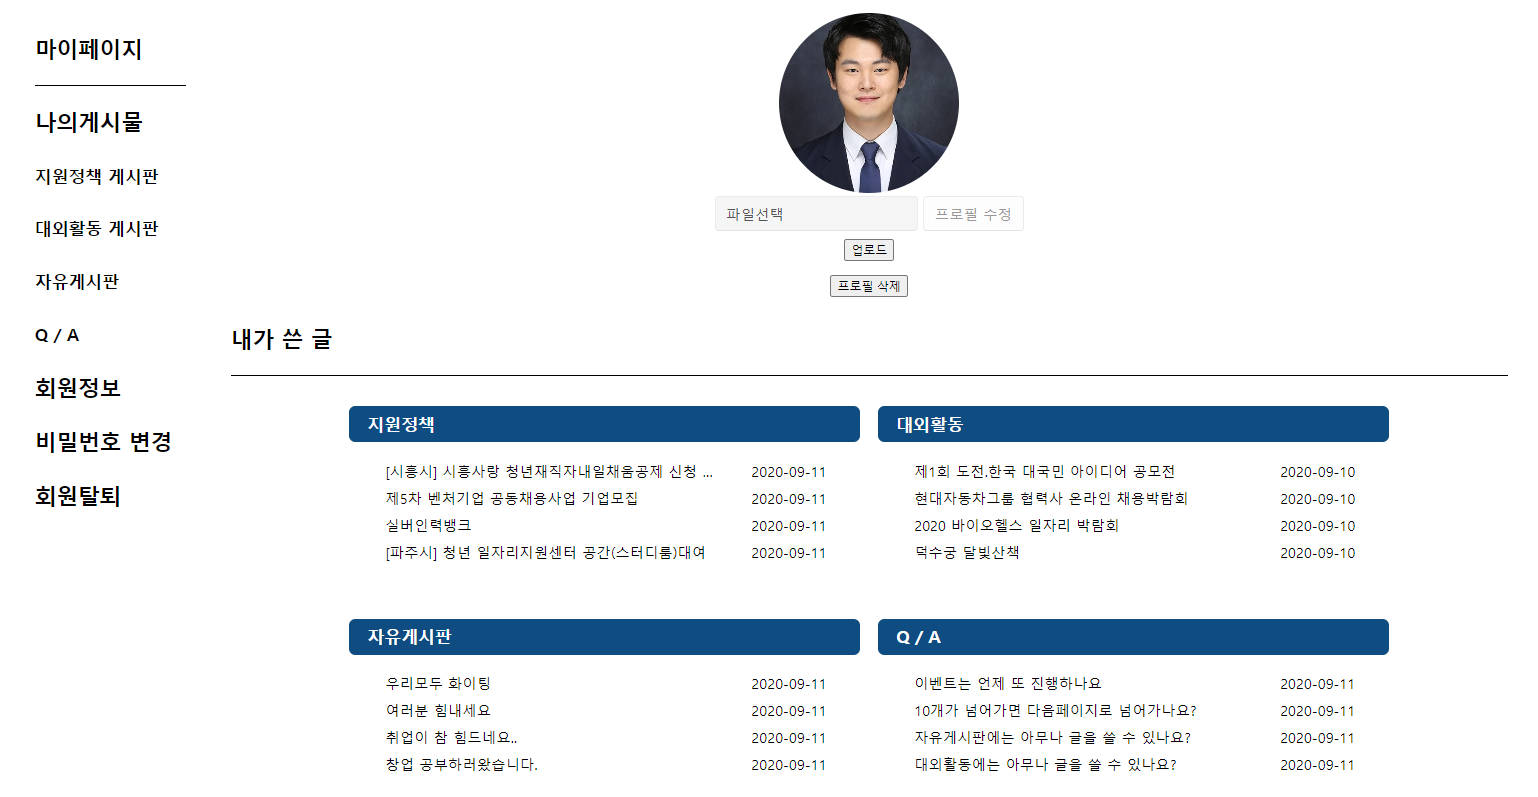 마이페이지
나의게시물
지원정책 게시판
대외활동 게시판
자유게시판
Q / A
회원정보
비밀번호 변경
회원탈퇴
파일선택 프로필 수정
업로드
프로필 삭제
내가 쓴 글
지원정책
[시흥시] 시흥사랑 청년재직자내일채움공제 신청 ... 2020-09-11
제5차 벤처기업 공동채용사업 기업모집 2020-09-11
실버인력뱅크 2020-09-11
[파주시] 청년 일자리지원센터 공간(스터디룸)대여 2020-09-11
대외활동
제1회 도전.한국 대국민 아이디어 공모전 2020-09-10
현대자동차그룹 협력사 온라인 채용박람회 2020-09-10
2020 바이오헬스 일자리 박람회 2020-09-10
덕수궁 달빛산책 2020-09-10
자유게시판
우리모두 화이팅 2020-09-11
여러분 힘내세요 2020-09-11
취업이 참 힘드네요.. 2020-09-11
창업 공부하러왔습니다. 2020-09-11
Q / A
이벤트는 언제 또 진행하나요 2020-09-11
10개가 넘어가면 다음페이지로 넘어가나요? 2020-09-11
자유게시판에는 아무나 글을 쓸 수 있나요? 2020-09-11
대외활동에는 아무나 글을 쓸 수 있나요? 2020-09-11